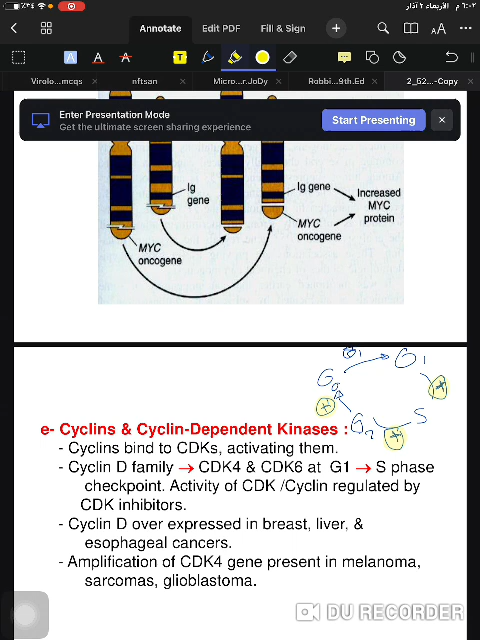 ٦:٠٣ م الأربعاء ٢ آذار
Annotate Edit PDF Fill & Sign
Virolo....mcqs nftsan Micro...r.JoDy Robbi...9th.Ed 2_52...-Copy
Enter Presentation Mode
Get the ultimate screen sharing experience
Start Presenting
Ig
gene
MYC
oncogene
Ig gene
MYC
oncogene
Increased
MYC
protein
G1
G0
S
G2
e- Cyclins & Cyclin-Dependent Kinases :
- Cyclins bind to CDKs, activating them.
- Cyclin D family → CDK4 & CDK6 at G1 → S phase
checkpoint. Activity of CDK /Cyclin regulated by
CDK inhibitors.
- Cyclin D over expressed in breast, liver, &
esophageal cancers.
- Amplification of CDK4 gene present in melanoma,
sarcomas, glioblastoma.
DU RECORDER